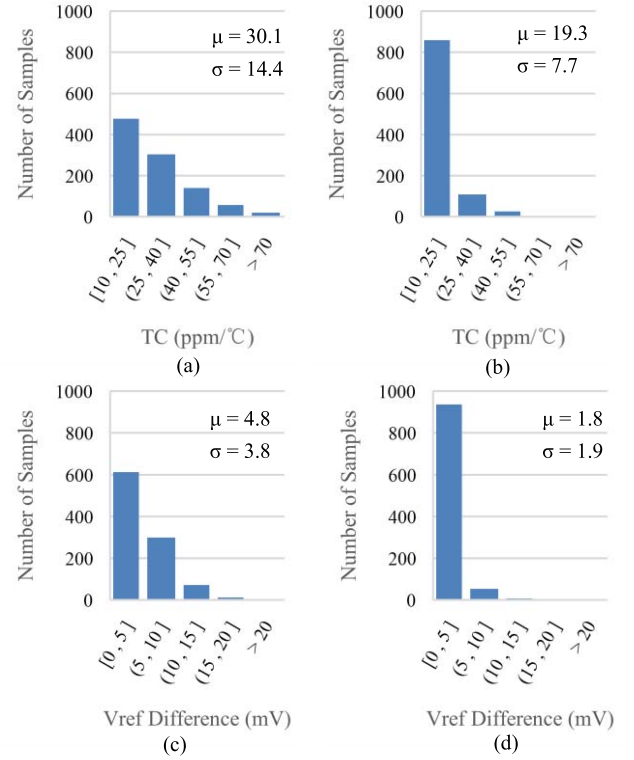 1000
800
600
400
200
0
Number of Samples
μ = 30.1
σ = 14.4
[10 , 25 ]
(25 , 40 ]
(40 , 55 ]
(55 , 70 ]
> 70
TC (ppm/℃)
(a)
1000
800
600
400
200
0
Number of Samples
μ = 19.3
σ = 7.7
[10 , 25 ]
(25 , 40 ]
(40 , 55 ]
(55 , 70 ]
> 70
TC (ppm/℃)
(b)
1000
800
600
400
200
0
Number of Samples
μ = 4.8
σ = 3.8
[0 , 5 ]
(5 , 10 ]
(10 , 15 ]
(15 , 20 ]
> 20
Vref Difference (mV)
(c)
1000
800
600
400
200
0
Number of Samples
μ = 1.8
σ = 1.9
[0 , 5 ]
(5 , 10 ]
(10 , 15 ]
(15 , 20 ]
> 20
Vref Difference (mV)
(d)